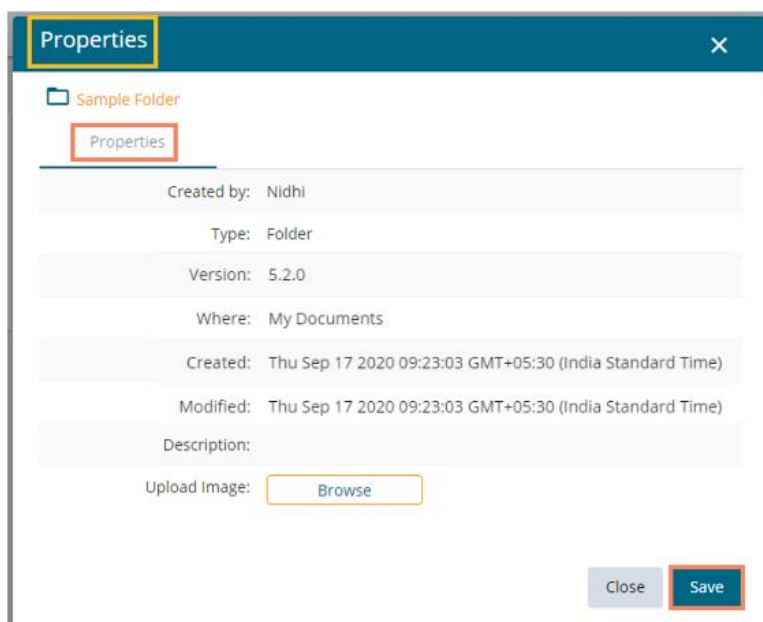 Properties
Sample Folder
Properties
Created by: Nidhi
Type: Folder
Version: 5.2.0
Where: My Documents
Created: Thu Sep 17 2020 09:23:03 GMT+05:30 (India Standard Time)
Modified: Thu Sep 17 2020 09:23:03 GMT+05:30 (India Standard Time)
Description:
Upload Image: Browse
Close Save